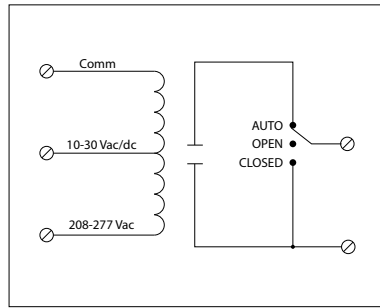 Comm
10-30 Vac/dc
208-277 Vac
AUTO
OPEN
CLOSED